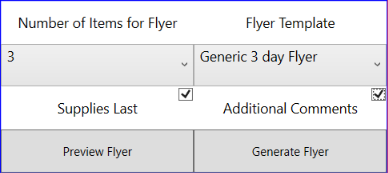 Number of Items for Flyer
Flyer Template
3
Generic 3 day Flyer
Supplies Last
Additional Comments
Preview Flyer
Generate Flyer